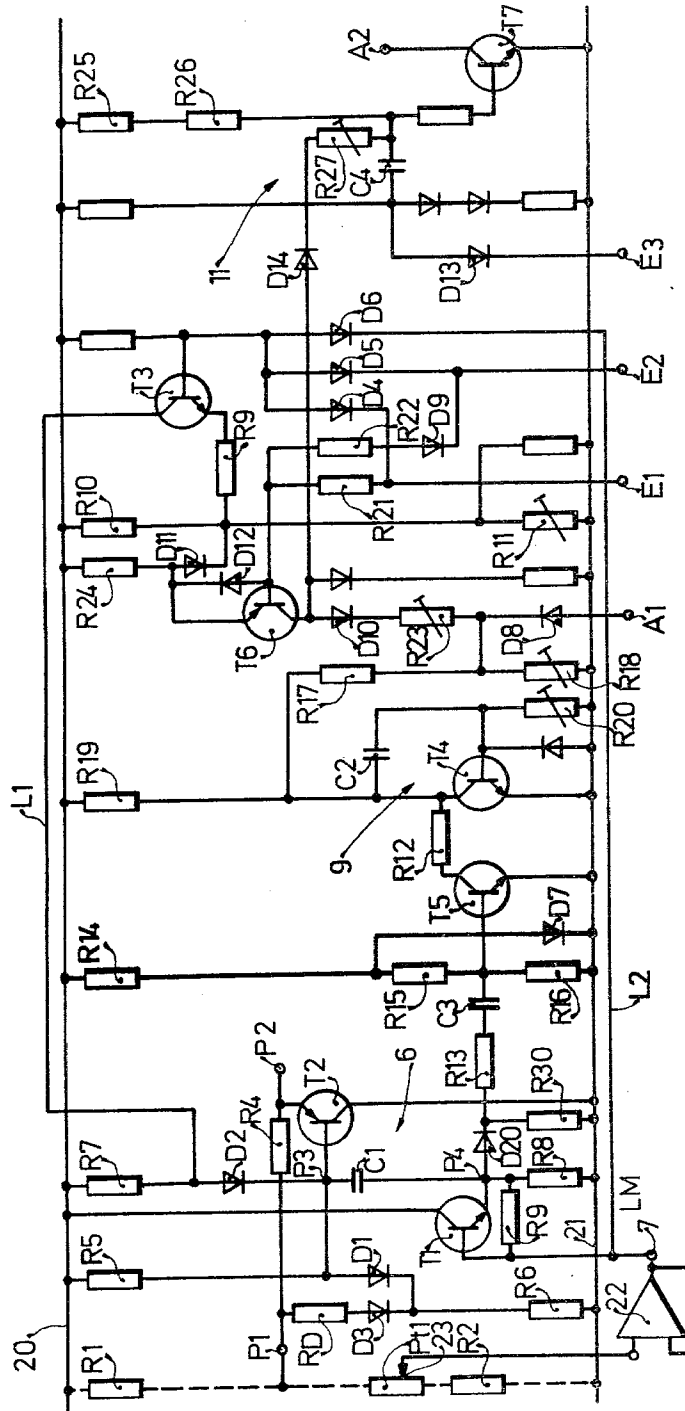 20
R1
P1
RD
D3
Pt1
23
R2
22
R5
D1
R6
7
LM
21
T1
R9
R8
P4
D20
R30
R7
D2
P3
C1
R4
P2
T2
6
R13
C3
L1
R14
R15
R16
D7
L2
T5
R12
9
R19
C2
T4
R20
R17
R18
R23
D10
D8
A1
T6
D12
D11
R24
R10
R9
R11
R21
E1
R22
D9
T3
D4
D5
D6
E2
D14
11
D13
E3
R27
C4
R25
R26
A2
T7